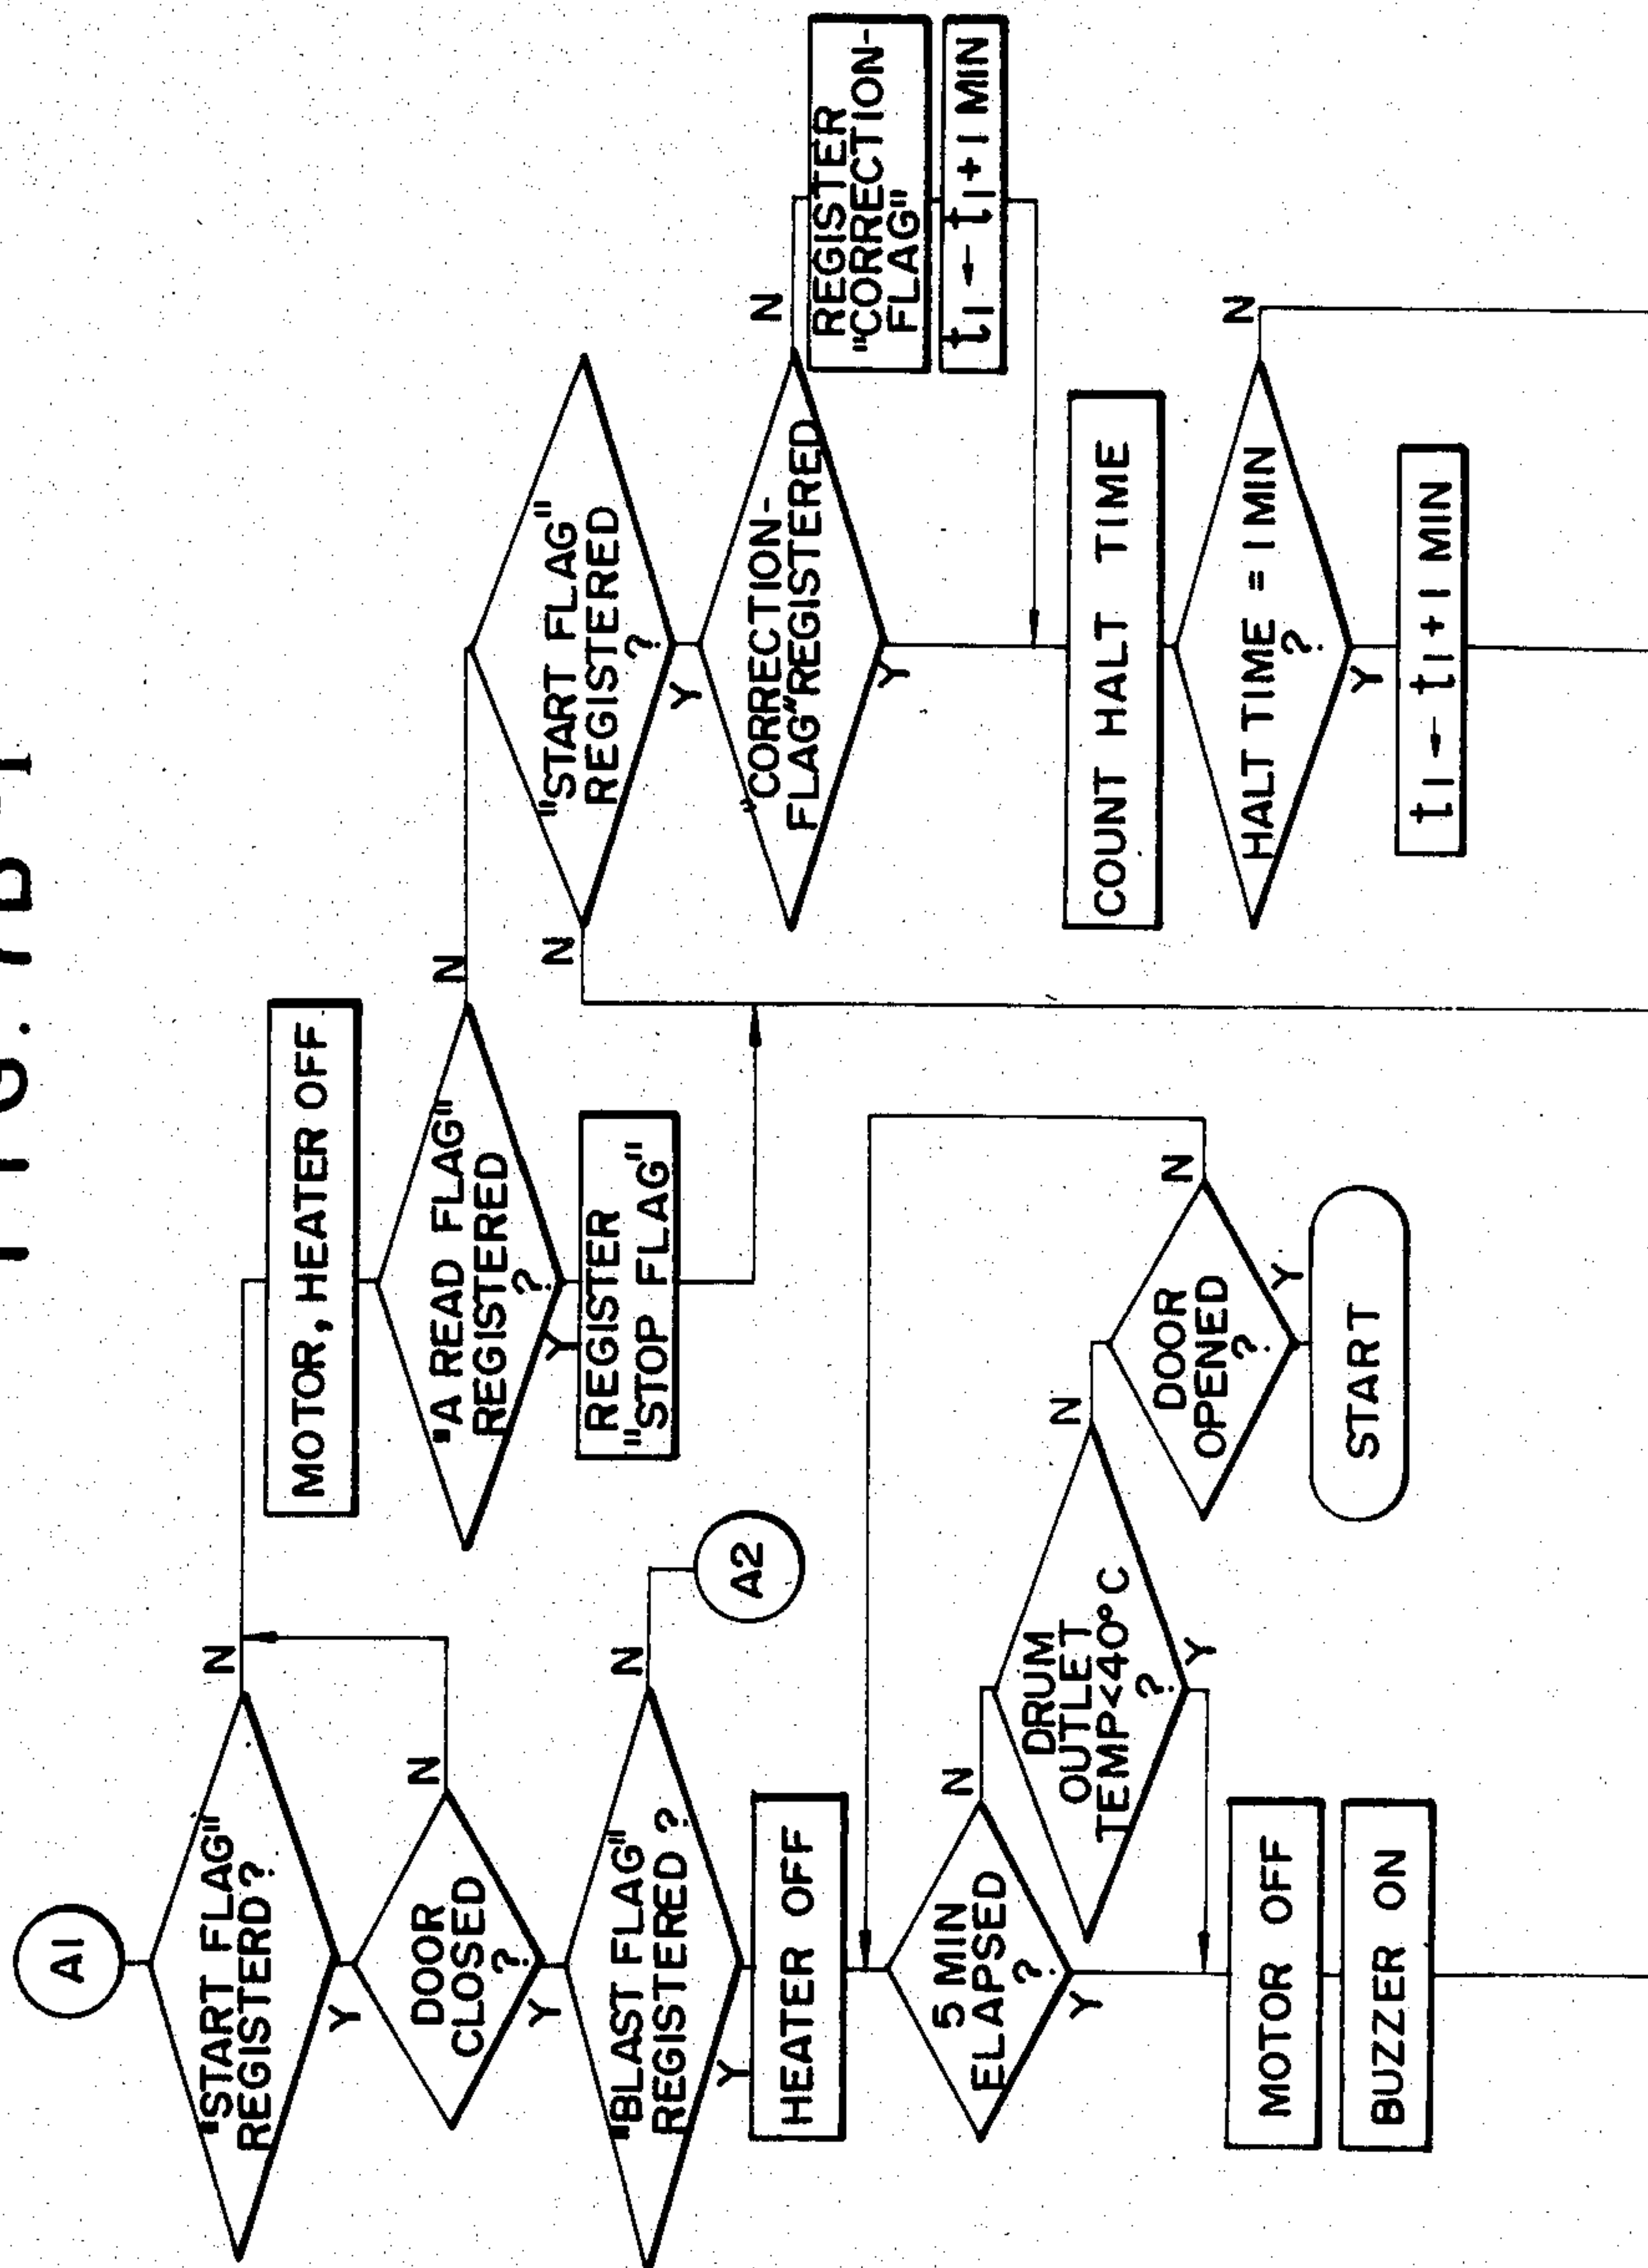 A1
"START FLAG"
REGISTERD?
N
Y
DOOR
CLOSED
?
N
Y
"BLAST FLAG"
REGISTERED ?
N
Y
A2
HEATER OFF
5 MIN
ELAPSED
?
N
Y
DRUM
OUTLET
TEMP<40°C
?
N
Y
DOOR
OPENED
?
N
Y
START
MOTOR OFF
BUZZER ON
MOTOR, HEATER OFF
"A READ FLAG"
REGISTERED
?
N
Y
REGISTER
"STOP FLAG"
"START FLAG"
REGISTERED
?
N
Y
"CORRECTION-
FLAG"REGISTERED
N
Y
REGISTER
"CORRECTION-
FLAG"
t1 ← t1 + 1 MIN
COUNT HALT TIME
HALT TIME = 1 MIN
?
N
Y
t1 ← t1 + 1 MIN